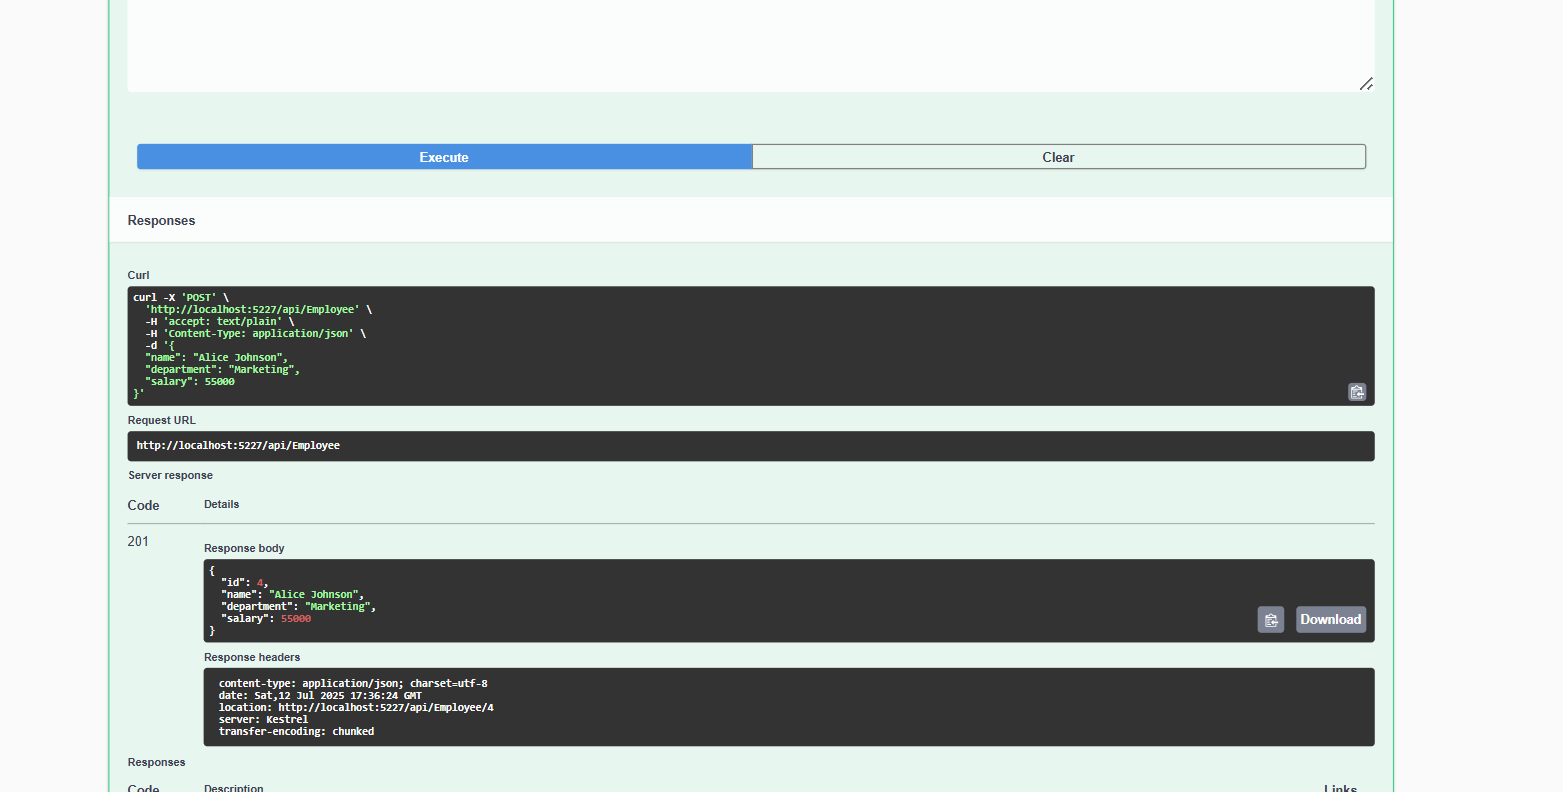 Execute
Clear
Responses
Curl
curl -X 'POST' \
'http://localhost:5227/api/Employee' \
-H 'accept: text/plain' \
-H 'Content-Type: application/json' \
-d '{
"name": "Alice Johnson",
"department": "Marketing",
"salary": 55000
}'
Request URL
http://localhost:5227/api/Employee
Server response
Code
Details
201
Response body
{
"id": 4,
"name": "Alice Johnson",
"department": "Marketing",
"salary": 55000
}
Download
Response headers
content-type: application/json; charset=utf-8
date: Sat,12 Jul 2025 17:36:24 GMT
location: http://localhost:5227/api/Employee/4
server: Kestrel
transfer-encoding: chunked
Responses
Code
Description
Links